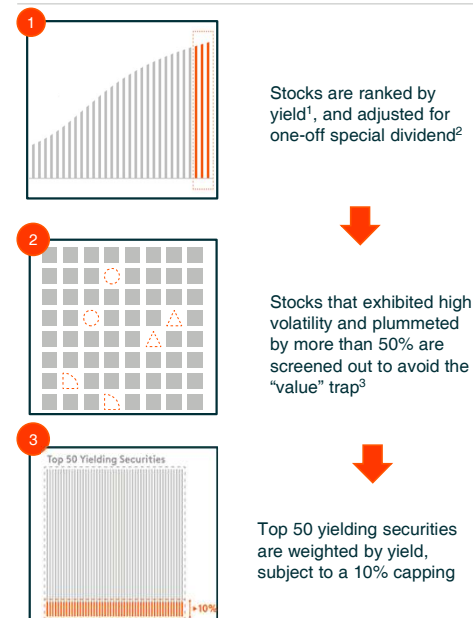 1
Stocks are ranked by
yield¹, and adjusted for
one-off special dividend²
2
Stocks that exhibited high
volatility and plummeted
by more than 50% are
screened out to avoid the
“value” trap³
3
Top 50 Yielding Securities
10%
Top 50 yielding securities
are weighted by yield,
subject to a 10% capping